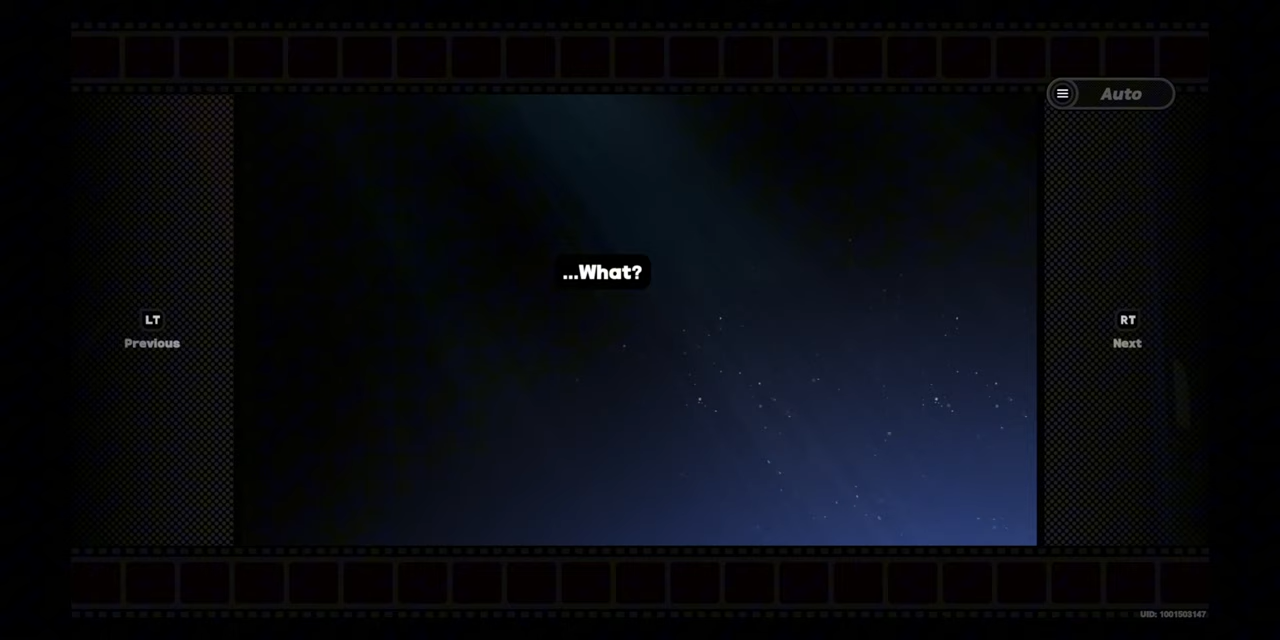 Auto
...What?
LT
Previous
RT
Next
UID: 1001503147